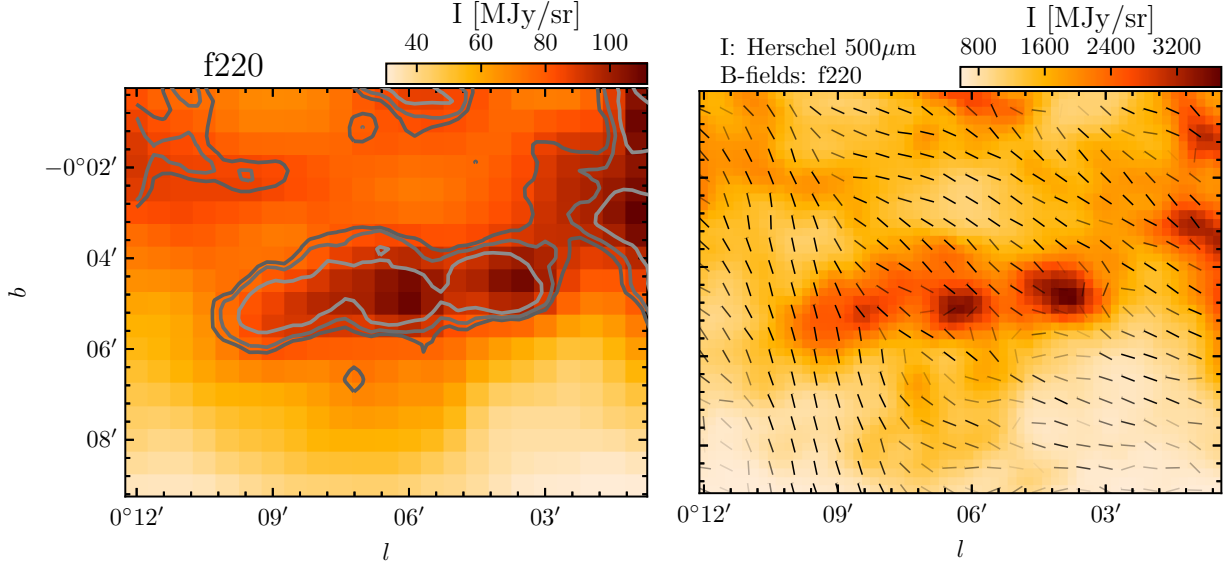 I [MJy/sr]
f220
40 60 80 100
−0°02′
04′
06′
08′
b
0°12′ 09′ 06′ 03′
l
I [MJy/sr]
I: Herschel 500μm
B-fields: f220
800 1600 2400 3200
0°12′ 09′ 06′ 03′
l